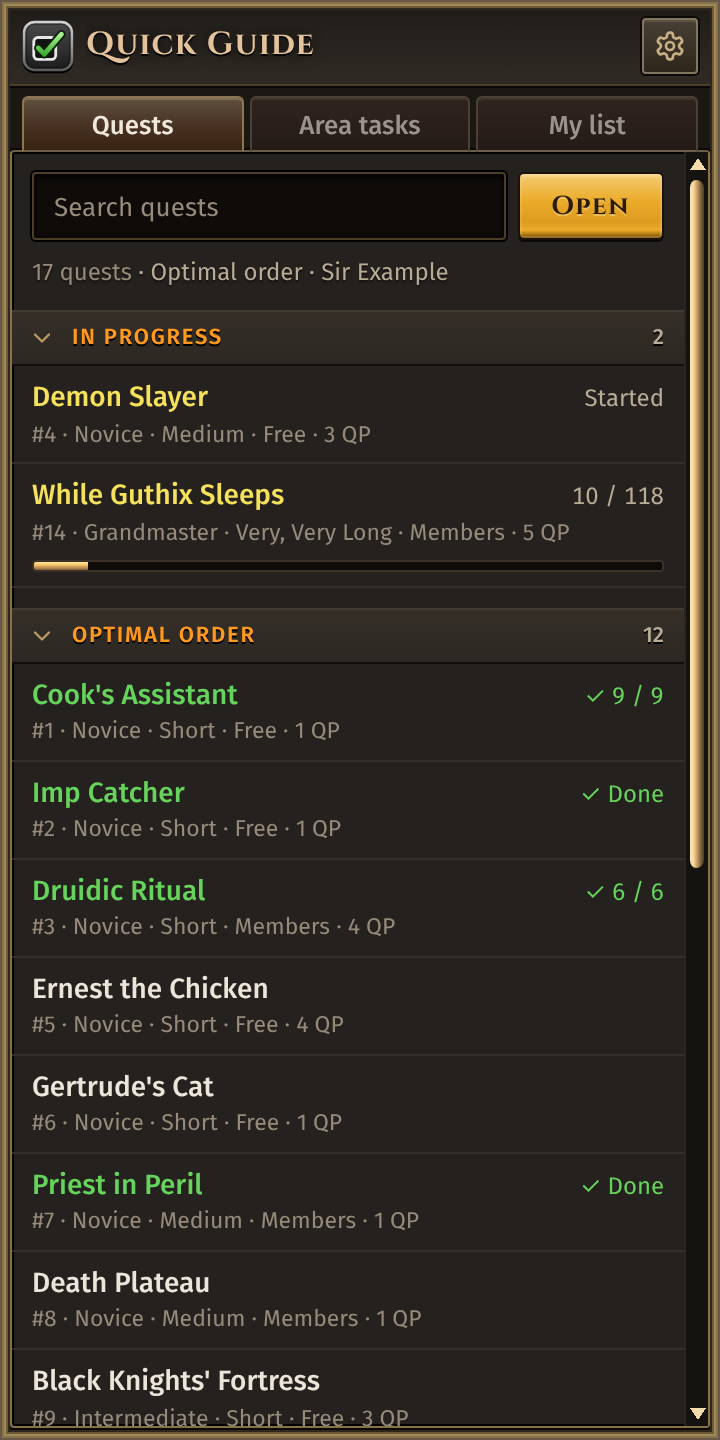 Quick Guide
Quests
Area tasks
My list
Search quests
Open
17 quests · Optimal order · Sir Example
IN PROGRESS 2
Demon Slayer Started
#4 · Novice · Medium · Free · 3 QP
While Guthix Sleeps 10 / 118
#14 · Grandmaster · Very, Very Long · Members · 5 QP
OPTIMAL ORDER 12
Cook's Assistant ✓ 9 / 9
#1 · Novice · Short · Free · 1 QP
Imp Catcher ✓ Done
#2 · Novice · Short · Free · 1 QP
Druidic Ritual ✓ 6 / 6
#3 · Novice · Short · Members · 4 QP
Ernest the Chicken
#5 · Novice · Short · Free · 4 QP
Gertrude's Cat
#6 · Novice · Short · Free · 1 QP
Priest in Peril ✓ Done
#7 · Novice · Medium · Members · 1 QP
Death Plateau
#8 · Novice · Medium · Members · 1 QP
Black Knights' Fortress
#9 · Intermediate · Short · Free · 3 QP